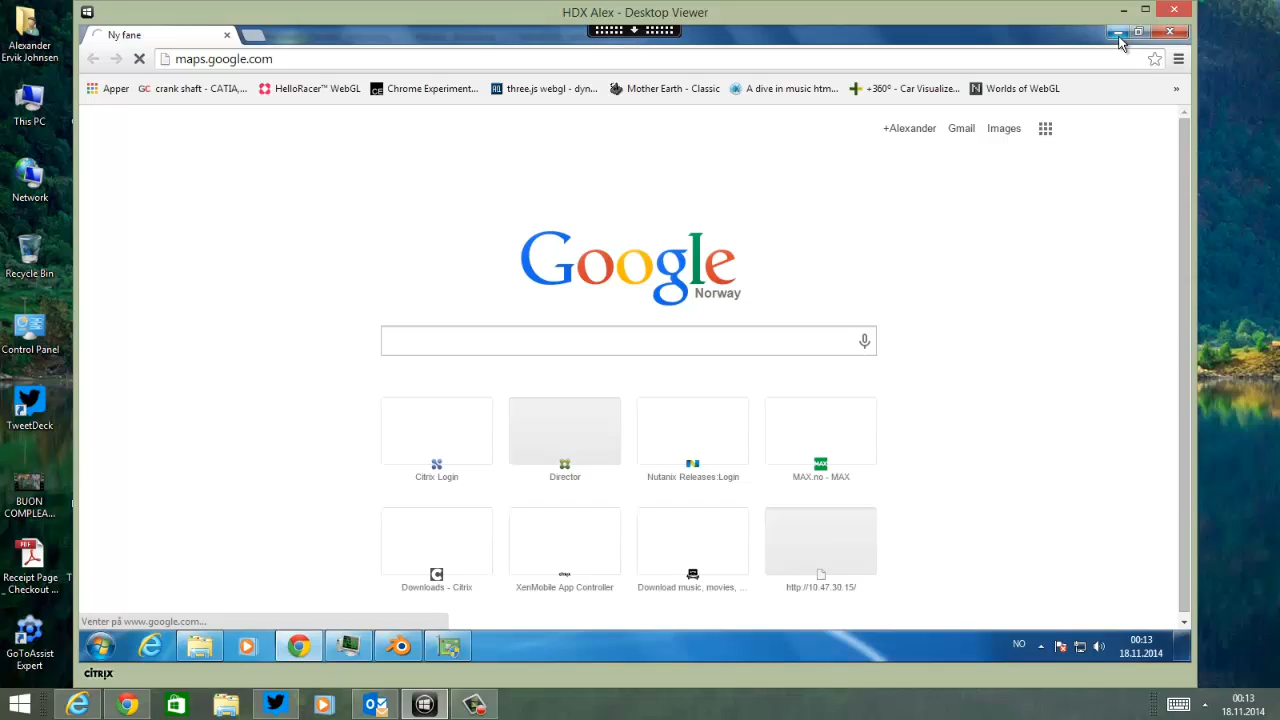 HDX Alex - Desktop Viewer
Ny fane
maps.google.com
Apper
GC crank shaft - CATIA,...
HelloRacer™ WebGL
CE Chrome Experiment...
three.js webgl - dyn...
Mother Earth - Classic
A dive in music htm...
+360º - Car Visualize...
Worlds of WebGL
»
+Alexander Gmail Images
Google
Norway
Citrix Login
Director
Nutanix Releases:Login
MAX
MAX.no - MAX
Downloads - Citrix
XenMobile App Controller
Download music, movies, ...
http://10.47.30.15/
Venter på www.google.com...
NO
00:13
18.11.2014
CITRIX
Alexander
Ervik Johnsen
This PC
Network
Recycle Bin
Control Panel
TweetDeck
BUON
COMPLEA...
PDF
Receipt Page
_ Checkout ...
GoToAssist
Expert
00:13
18.11.2014